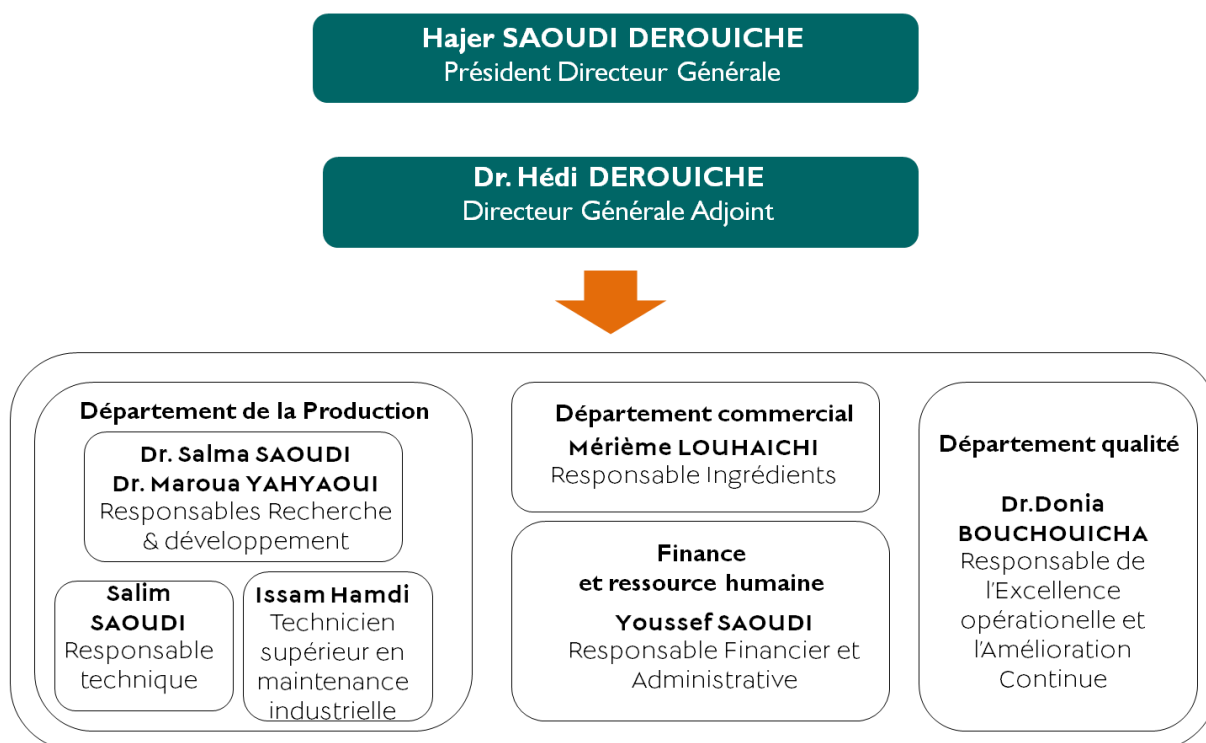 Hajer SAOUDI DEROUICHE
Président Directeur Générale
Dr. Hédi DEROUICHE
Directeur Générale Adjoint
Département de la Production
Dr. Salma SAOUDI
Dr. Maroua YAHYAOUI
Responsables Recherche
& développement
Salim
SAOUDI
Responsable
technique
Issam Hamdi
Technicien
supérieur en
maintenance
industrielle
Département commercial
Mérième LOUHAICHI
Responsable Ingrédients
Finance
et ressource humaine
Youssef SAOUDI
Responsable Financier et
Administrative
Département qualité
Dr.Donia
BOUCHOUICHA
Responsable de
l'Excellence
opérationelle et
l'Amélioration
Continue